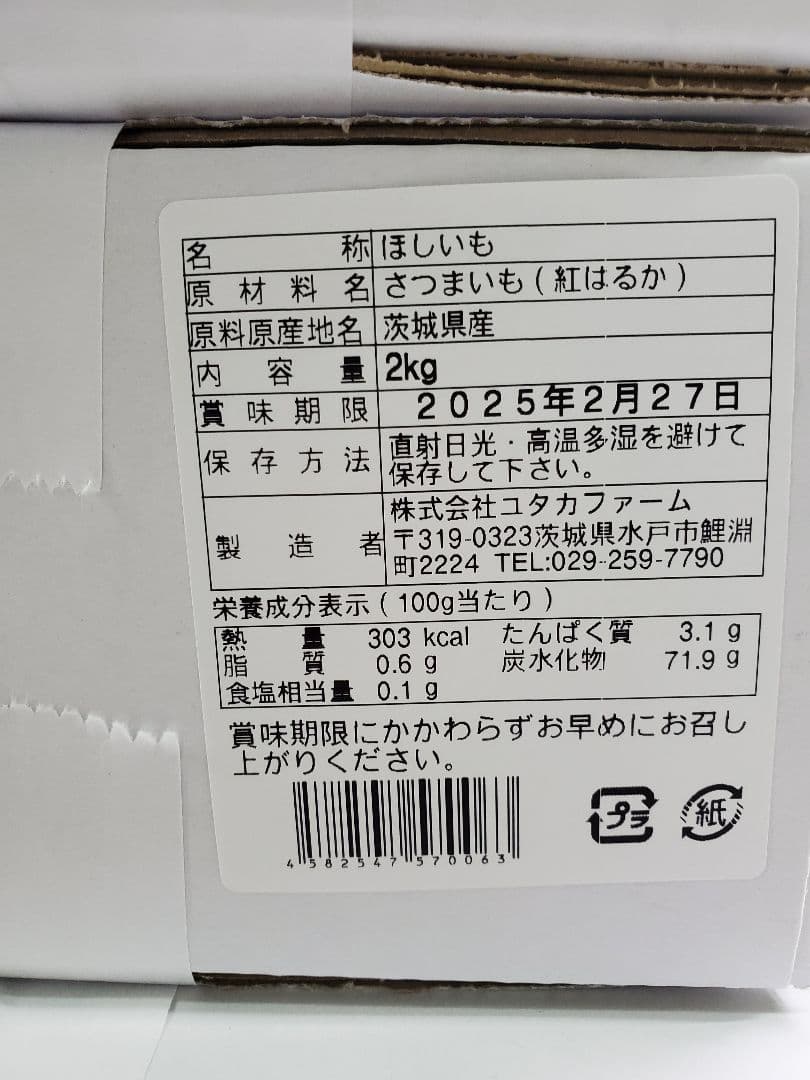 名称 ほしいも
原材料名 さつまいも(紅はるか)
原料原産地名 茨城県産
内容量 2kg
賞味期限 2025年2月27日
保存方法 直射日光・高温多湿を避けて
保存して下さい。
製造者 株式会社ユタカファーム
〒319-0323茨城県水戸市鯉淵
町2224 TEL:029-259-7790
栄養成分表示(100g当たり)
熱量 303 kcal たんぱく質 3.1 g
脂質 0.6 g 炭水化物 71.9 g
食塩相当量 0.1 g
賞味期限にかかわらずお早めにお召し
上がりください。
4582547570063
プラ 紙